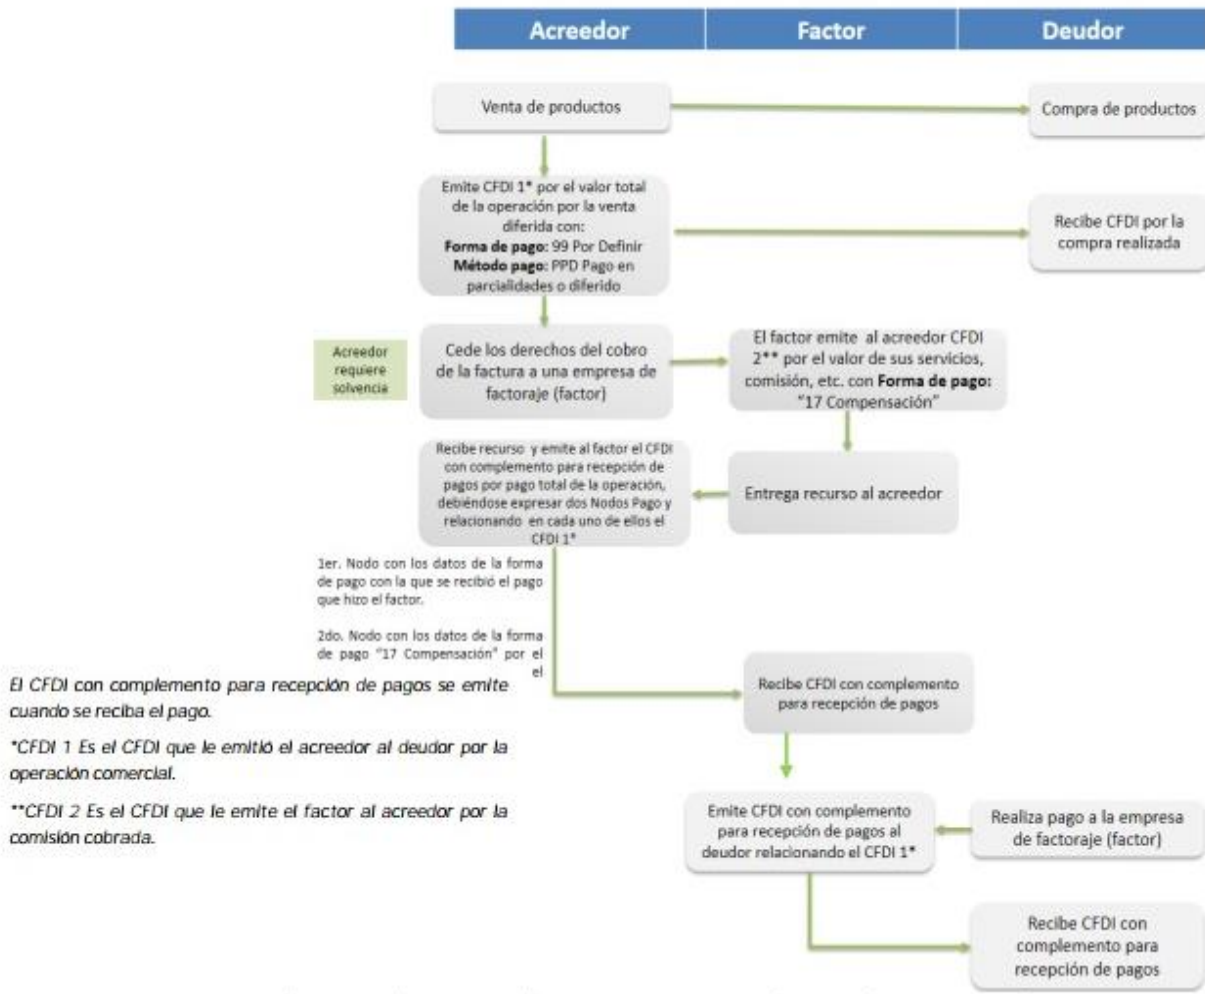 Acreedor
Factor
Deudor
Venta de productos
Compra de productos
Emite CFDI 1* por el valor total
de la operación por la venta
diferida con:
Forma de pago: 99 Por Definir
Método pago: PPD Pago en
parcialidades o diferido
Recibe CFDI por la
compra realizada
Acreedor
requiere
solvencia
Cede los derechos del cobro
de la factura a una empresa de
factoraje (factor)
El factor emite al acreedor CFDI
2** por el valor de sus servicios,
comisión, etc. con Forma de pago:
"17 Compensación"
Recibe recurso y emite al factor el CFDI
con complemento para recepción de
pagos por pago total de la operación,
debiéndose expresar dos Nodos Pago y
relacionando en cada uno de ellos el
CFDI 1*
Entrega recurso al acreedor
1er. Nodo con los datos de la forma
de pago con la que se recibió el pago
que hizo el factor.
2do. Nodo con los datos de la forma
de pago "17 Compensación" por el
el
El CFDI con complemento para recepción de pagos se emite
cuando se reciba el pago.
*CFDI 1 Es el CFDI que le emitió el acreedor al deudor por la
operación comercial.
**CFDI 2 Es el CFDI que le emite el factor al acreedor por la
comisión cobrada.
Recibe CFDI con complemento
para recepción de pagos
Emite CFDI con complemento
para recepción de pagos al
deudor relacionando el CFDI 1*
Realiza pago a la empresa
de factoraje (factor)
Recibe CFDI con
complemento para
recepción de pagos